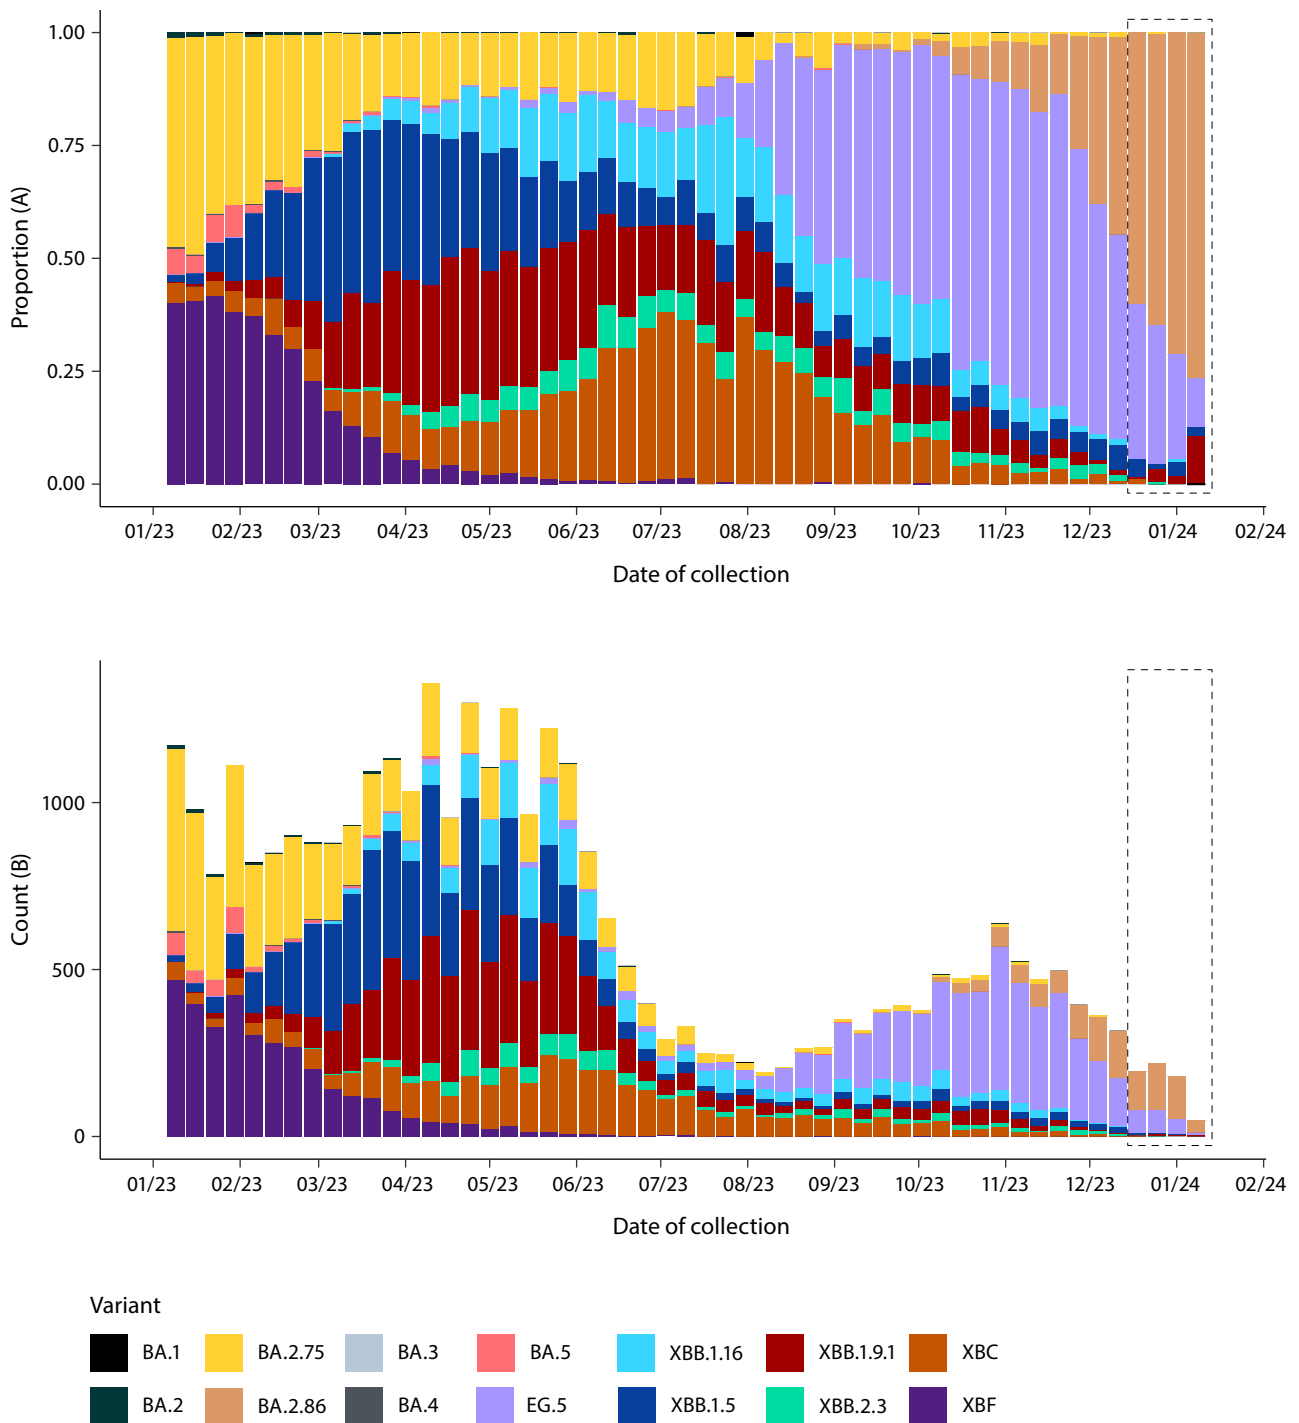 1.00
0.75
0.50
0.25
0.00
Proportion (A)
01/23 02/23 03/23 04/23 05/23 06/23 07/23 08/23 09/23 10/23 11/23 12/23 01/24 02/24
Date of collection
1000
500
0
Count (B)
01/23 02/23 03/23 04/23 05/23 06/23 07/23 08/23 09/23 10/23 11/23 12/23 01/24 02/24
Date of collection
Variant
BA.1 BA.2.75 BA.3 BA.5 XBB.1.16 XBB.1.9.1 XBC
BA.2 BA.2.86 BA.4 EG.5 XBB.1.5 XBB.2.3 XBF